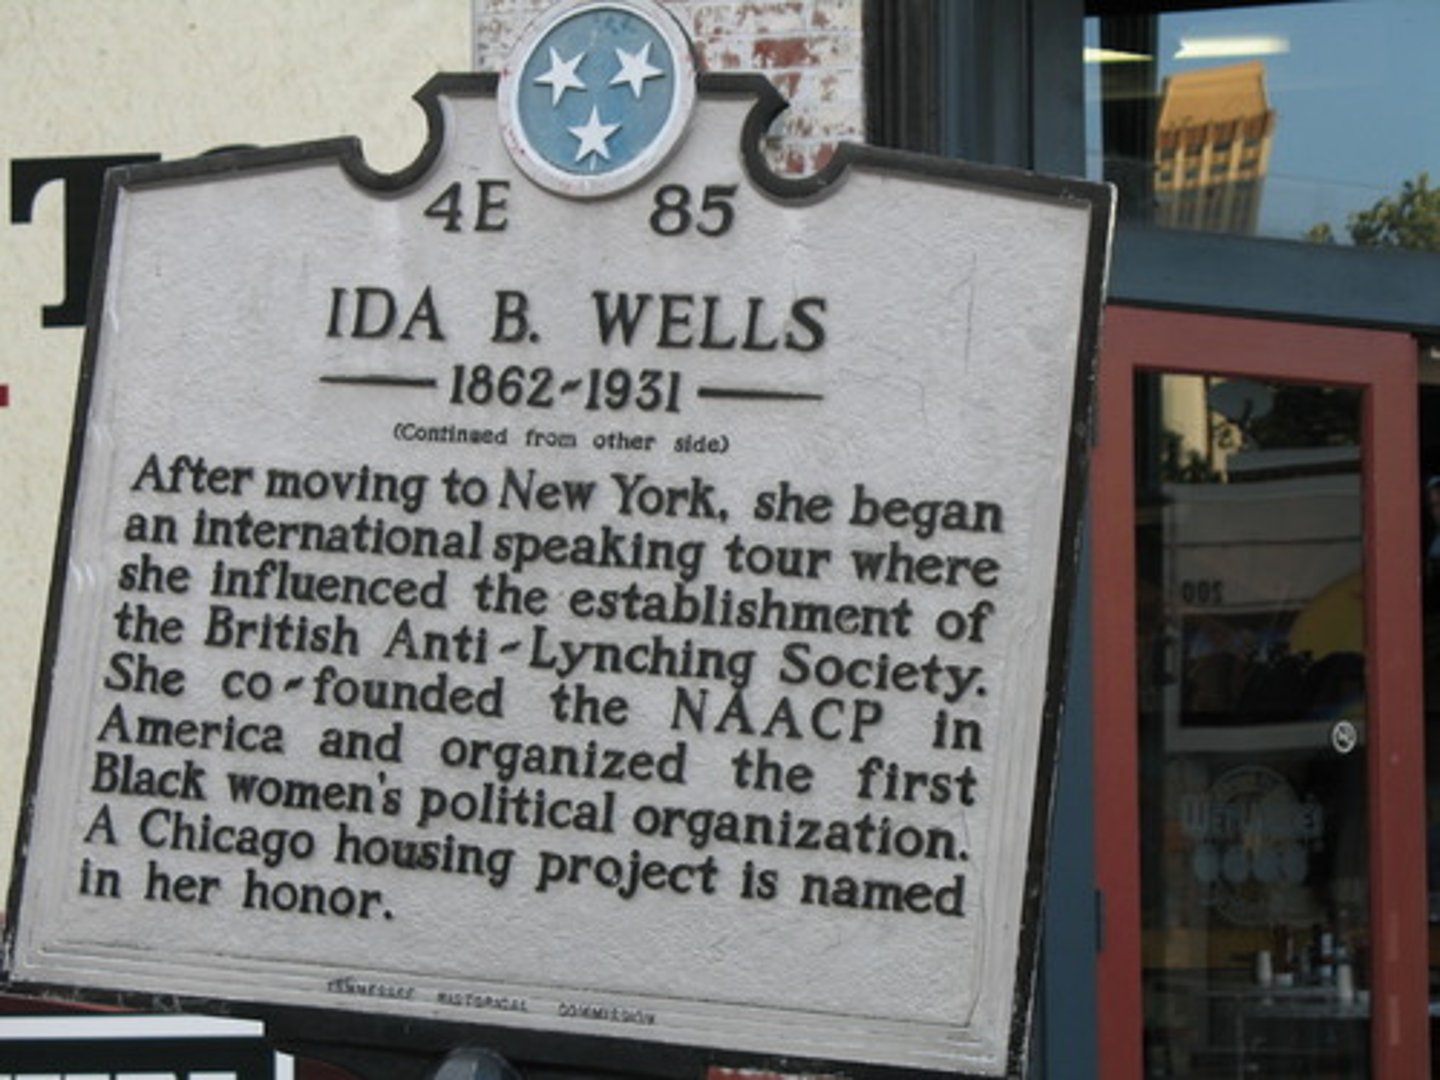 4E 85
IDA B. WELLS
1862~1931
(Continued from other side)
After moving to New York, she began
an international speaking tour where
she influenced the establishment of
the British Anti-Lynching Society.
She co-founded the NAACP in
America and organized the first
Black women's political organization.
A Chicago housing project is named
in her honor.
TENNESSEE HISTORICAL COMMISSION
T
200